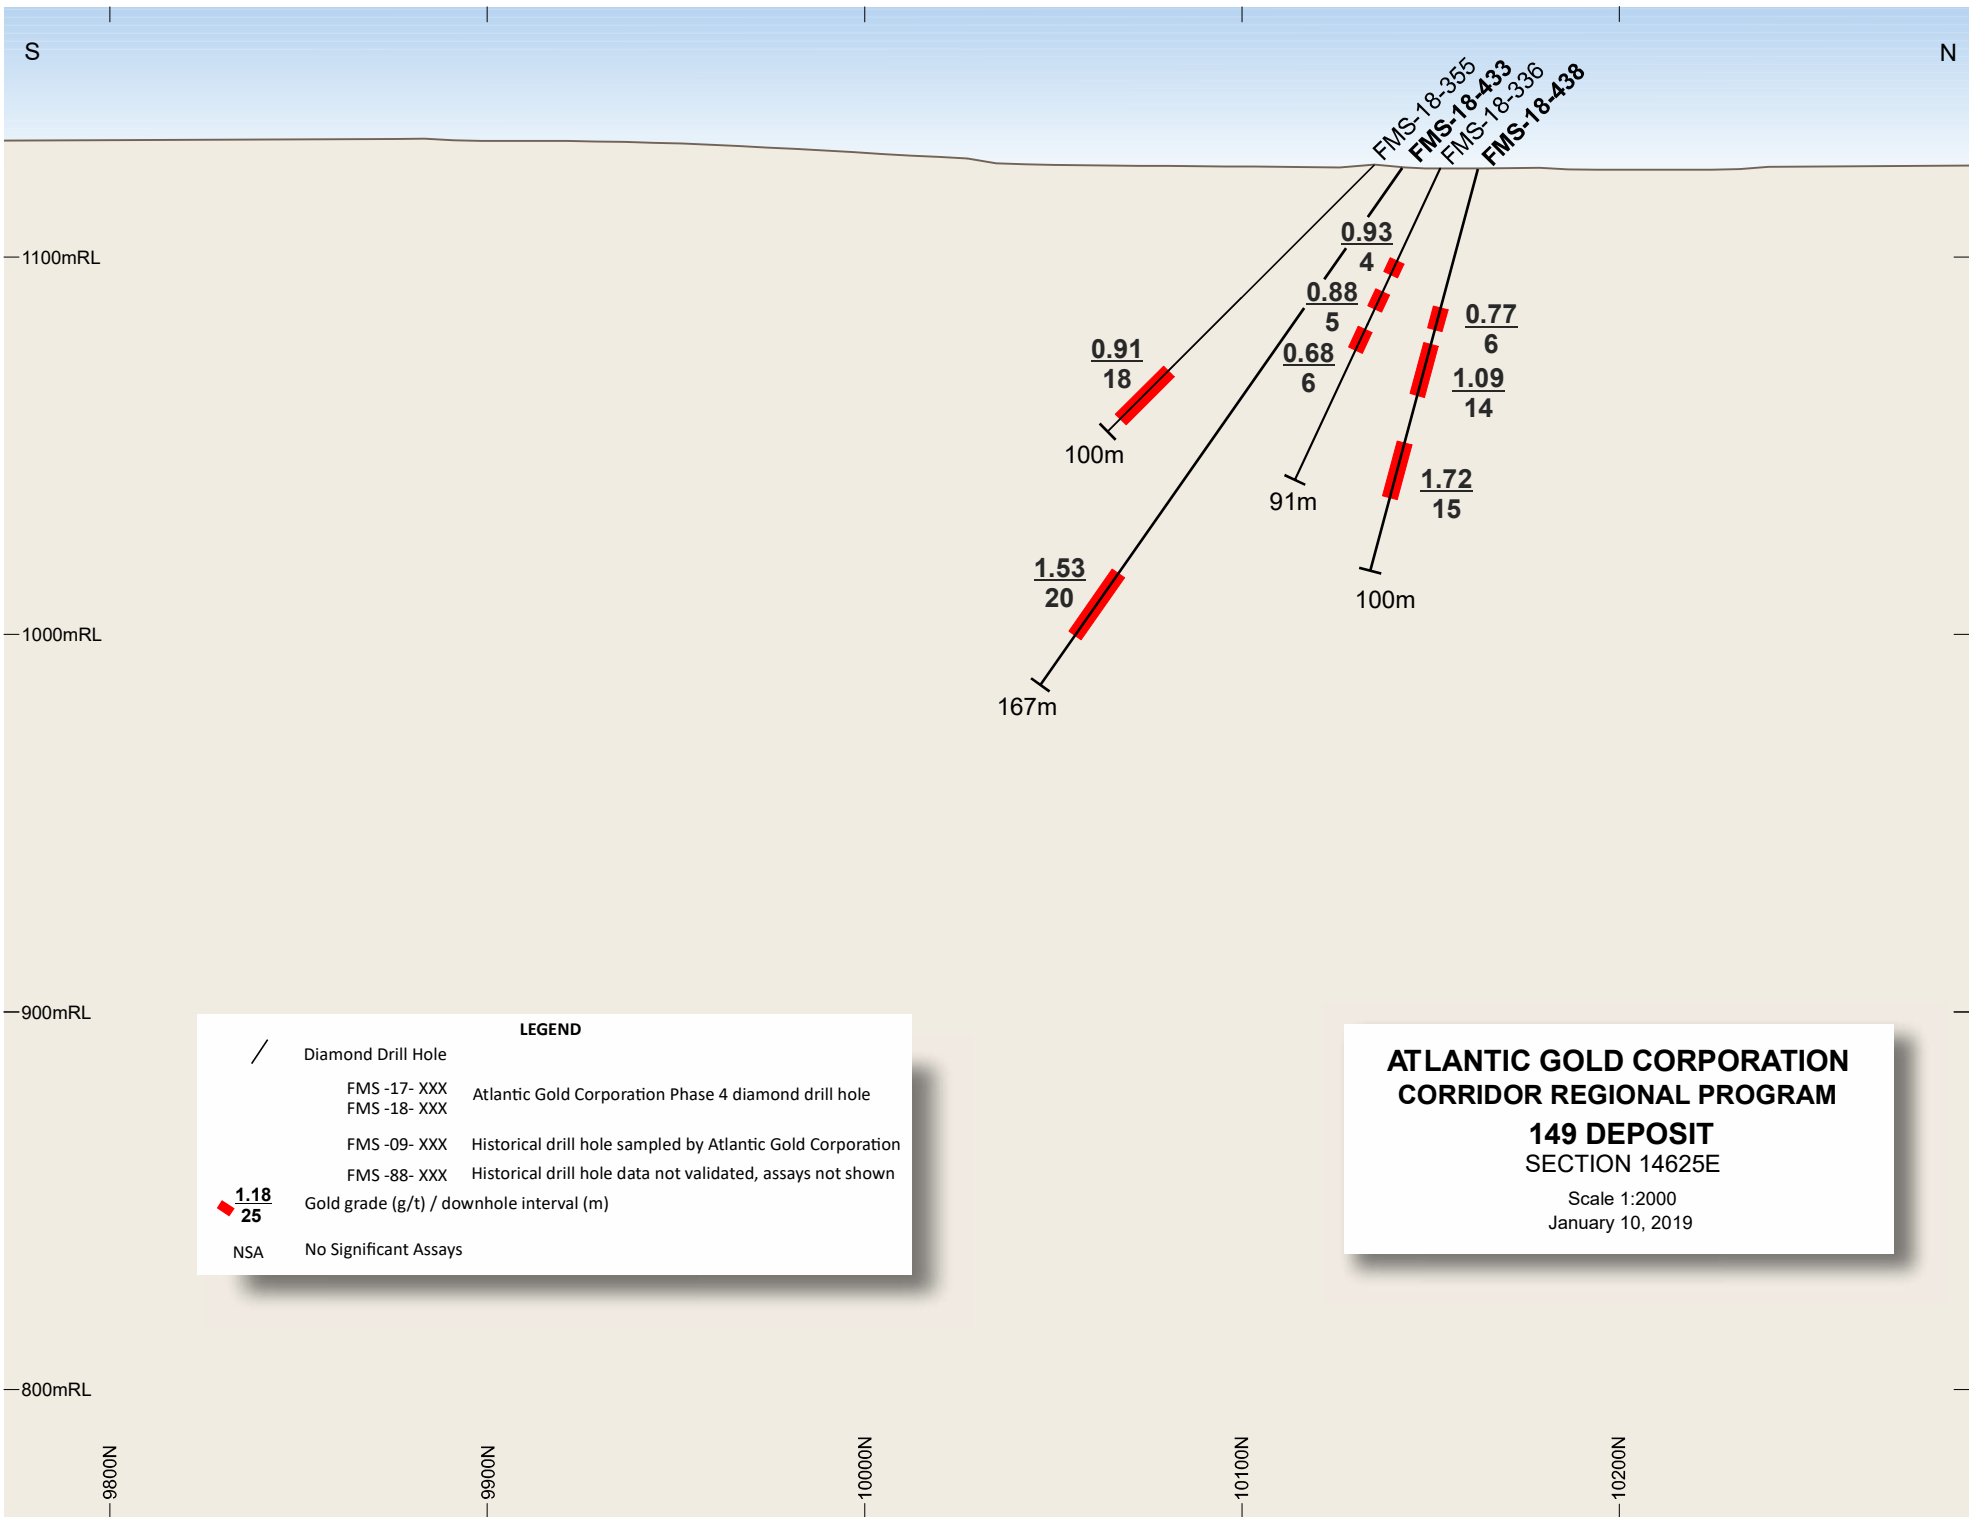 S
N
FMS-18-355
FMS-18-433
FMS-18-336
FMS-18-438
1100mRL
0.93
4
0.88
5
0.68
6
0.77
6
1.09
14
1.72
15
0.91
18
100m
91m
100m
1.53
20
167m
1000mRL
900mRL
800mRL
LEGEND
Diamond Drill Hole
FMS -17- XXX
FMS -18- XXX
Atlantic Gold Corporation Phase 4 diamond drill hole
FMS -09- XXX Historical drill hole sampled by Atlantic Gold Corporation
FMS -88- XXX Historical drill hole data not validated, assays not shown
1.18
25
Gold grade (g/t) / downhole interval (m)
NSA No Significant Assays
ATLANTIC GOLD CORPORATION
CORRIDOR REGIONAL PROGRAM
149 DEPOSIT
SECTION 14625E
Scale 1:2000
January 10, 2019
9800N
9900N
10000N
10100N
10200N